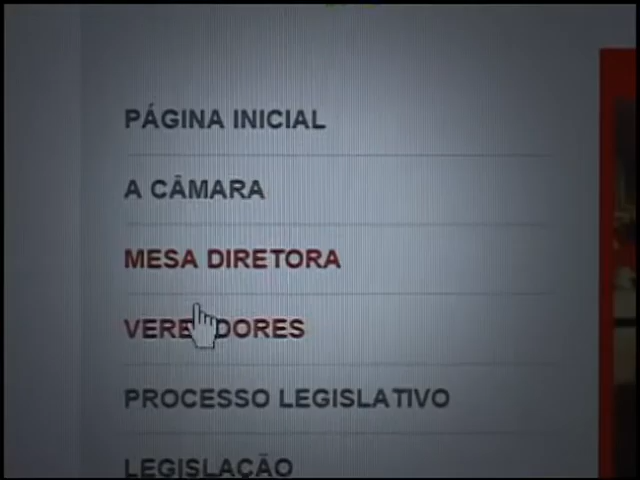 PÁGINA INICIAL
A CÂMARA
MESA DIRETORA
VEREADORES
PROCESSO LEGISLATIVO
LEGISLAÇÃO